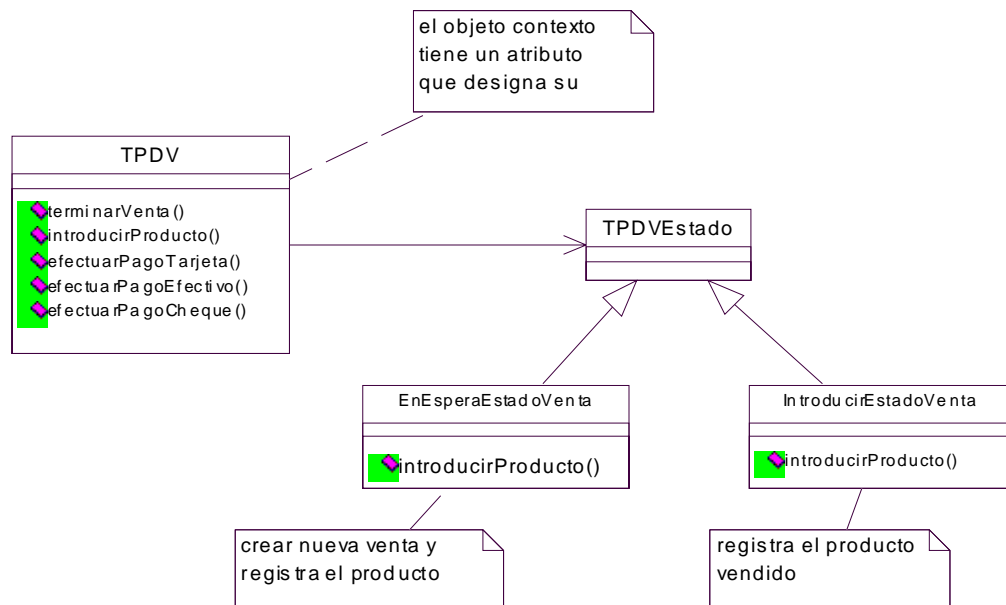 el objeto contexto
tiene un atributo
que designa su
TPDV
terminarVenta()
introducirProducto()
efectuarPagoTarjeta()
efectuarPagoEfectivo()
efectuarPagoCheque()
TPDVEstado
EnEsperaEstadoVenta
introducirProducto()
IntroducirEstadoVenta
introducirProducto()
crear nueva venta y
registra el producto
registra el producto
vendido